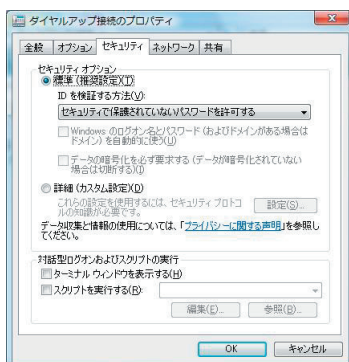 ダイヤルアップ接続のプロパティ
全般 オプション セキュリティ ネットワーク 共有
セキュリティ オプション
標準 (推奨設定)(T)
ID を検証する方法(V):
セキュリティで保護されていないパスワードを許可する
Windows のログオン名とパスワード (およびドメインがある場合は
ドメイン) を自動的に使う(U)
データの暗号化を必ず要求する (データが暗号化されていない
場合は切断する)(I)
詳細 (カスタム設定)(D)
これらの設定を使用するには、セキュリティ プロトコ
ルの知識が必要です。
設定(S)...
データ収集と情報の使用については、「プライバシーに関する声明」を参照し
てください。
対話型ログオンおよびスクリプトの実行
ターミナル ウィンドウを表示する(H)
スクリプトを実行する(R):
編集(E)... 参照(B)...
OK キャンセル